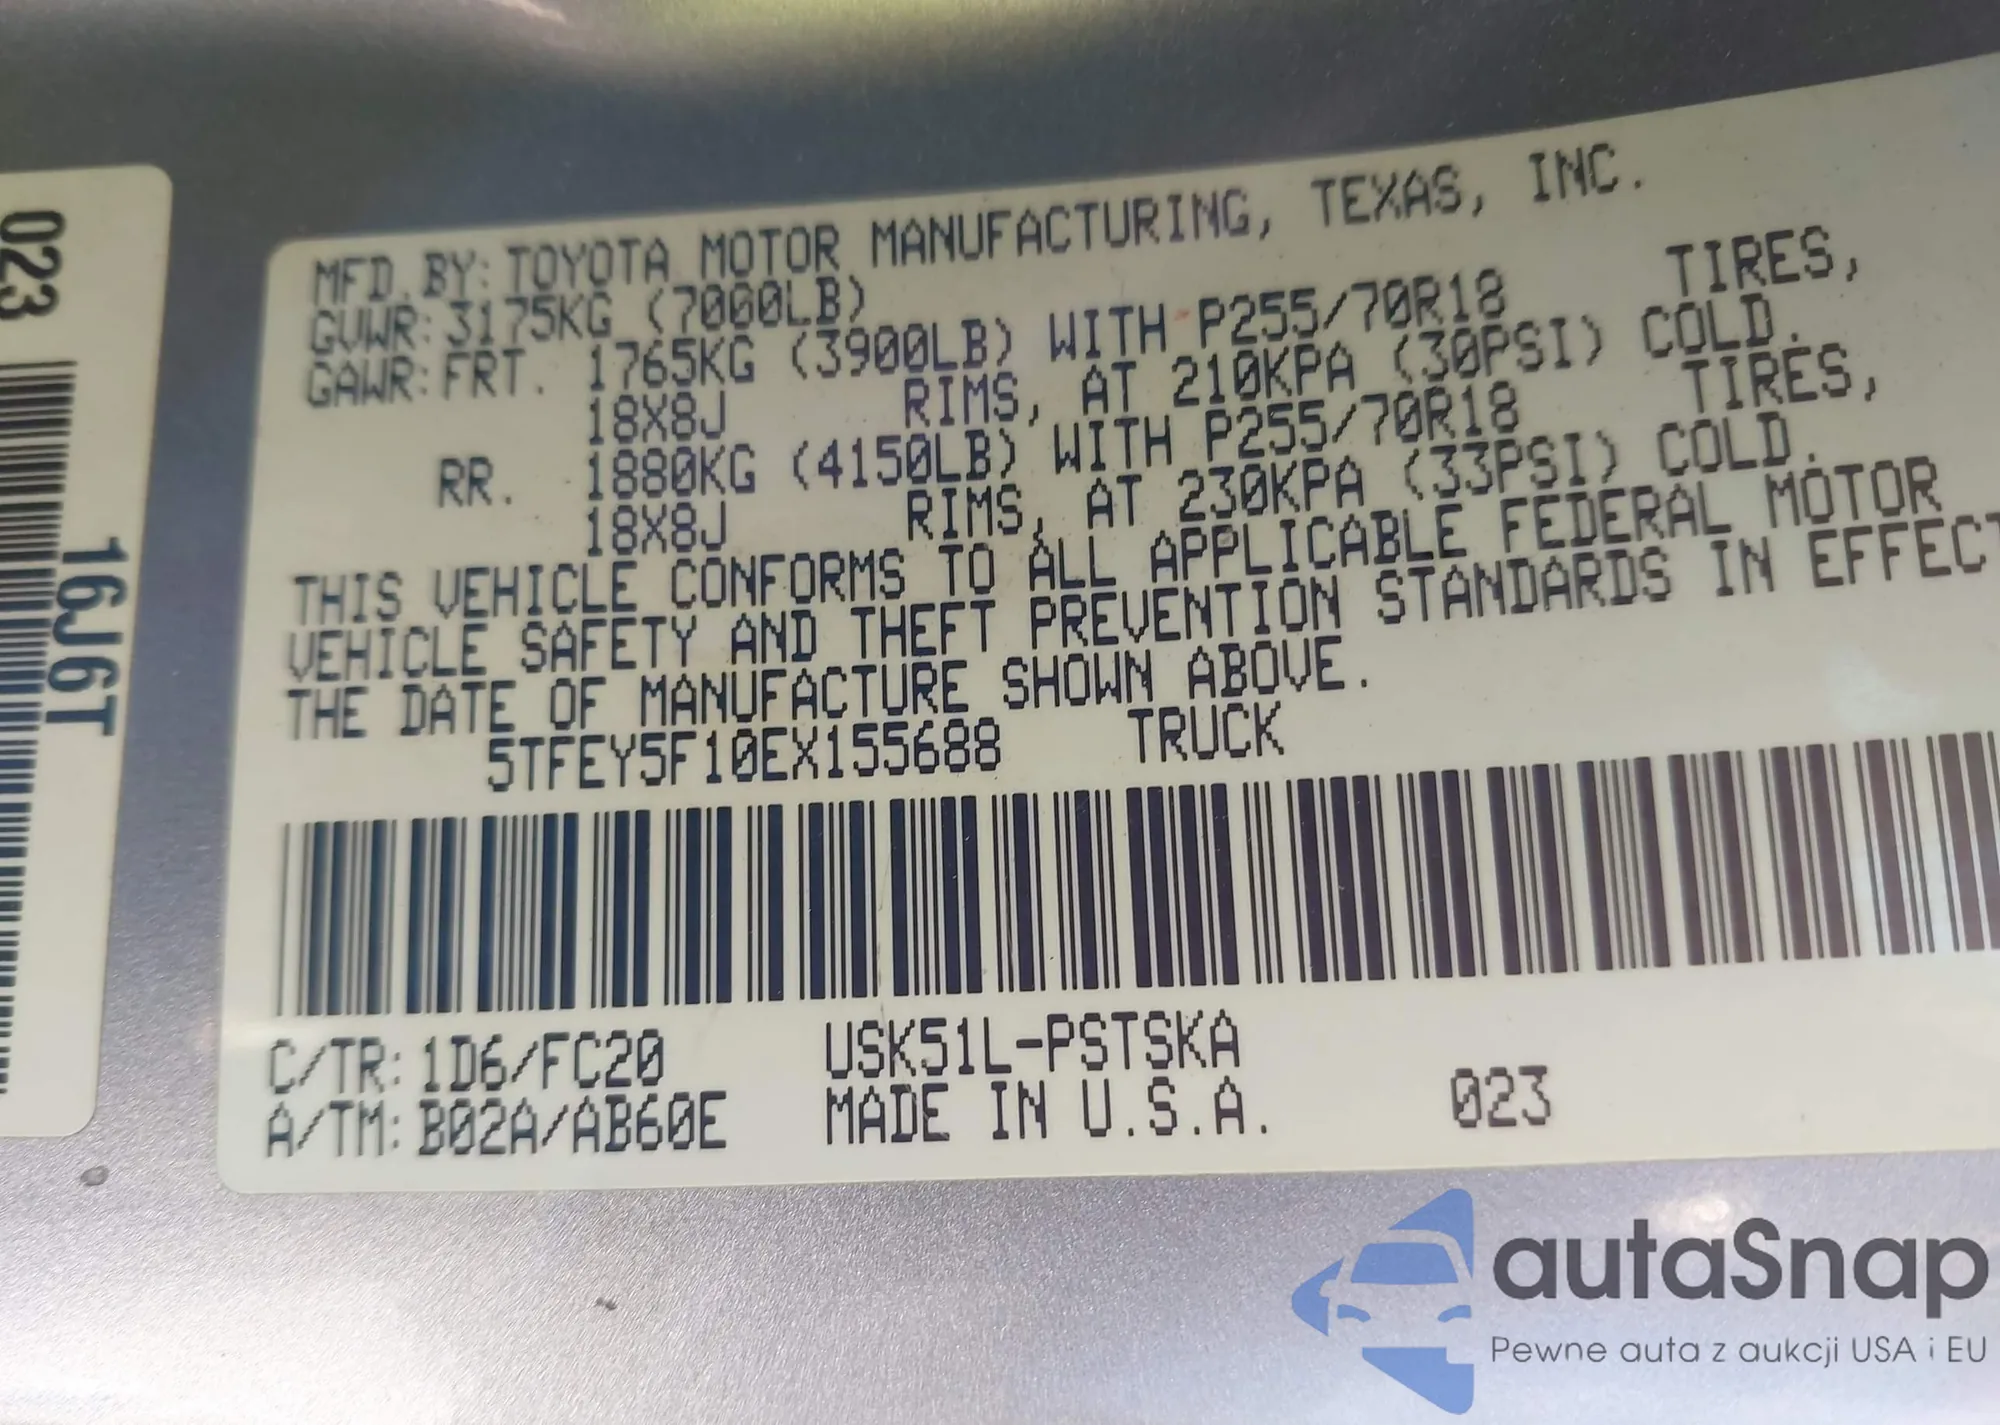 023
16J6T
MFD. BY: TOYOTA MOTOR MANUFACTURING, TEXAS, INC.
GVWR: 3175KG (7000LB)
GAWR: FRT. 1765KG (3900LB) WITH P255/70R18 TIRES,
18X8J RIMS, AT 210KPA (30PSI) COLD.
RR. 1880KG (4150LB) WITH P255/70R18 TIRES,
18X8J RIMS, AT 230KPA (33PSI) COLD.
THIS VEHICLE CONFORMS TO ALL APPLICABLE FEDERAL MOTOR
VEHICLE SAFETY AND THEFT PREVENTION STANDARDS IN EFFECT
THE DATE OF MANUFACTURE SHOWN ABOVE.
5TFEY5F10EX155688 TRUCK
C/TR: 1D6/FC20 USK51L-PSTSKA
A/TM: B02A/AB60E MADE IN U.S.A. 023
autaSnap
Pewne auta z aukcji USA i EU